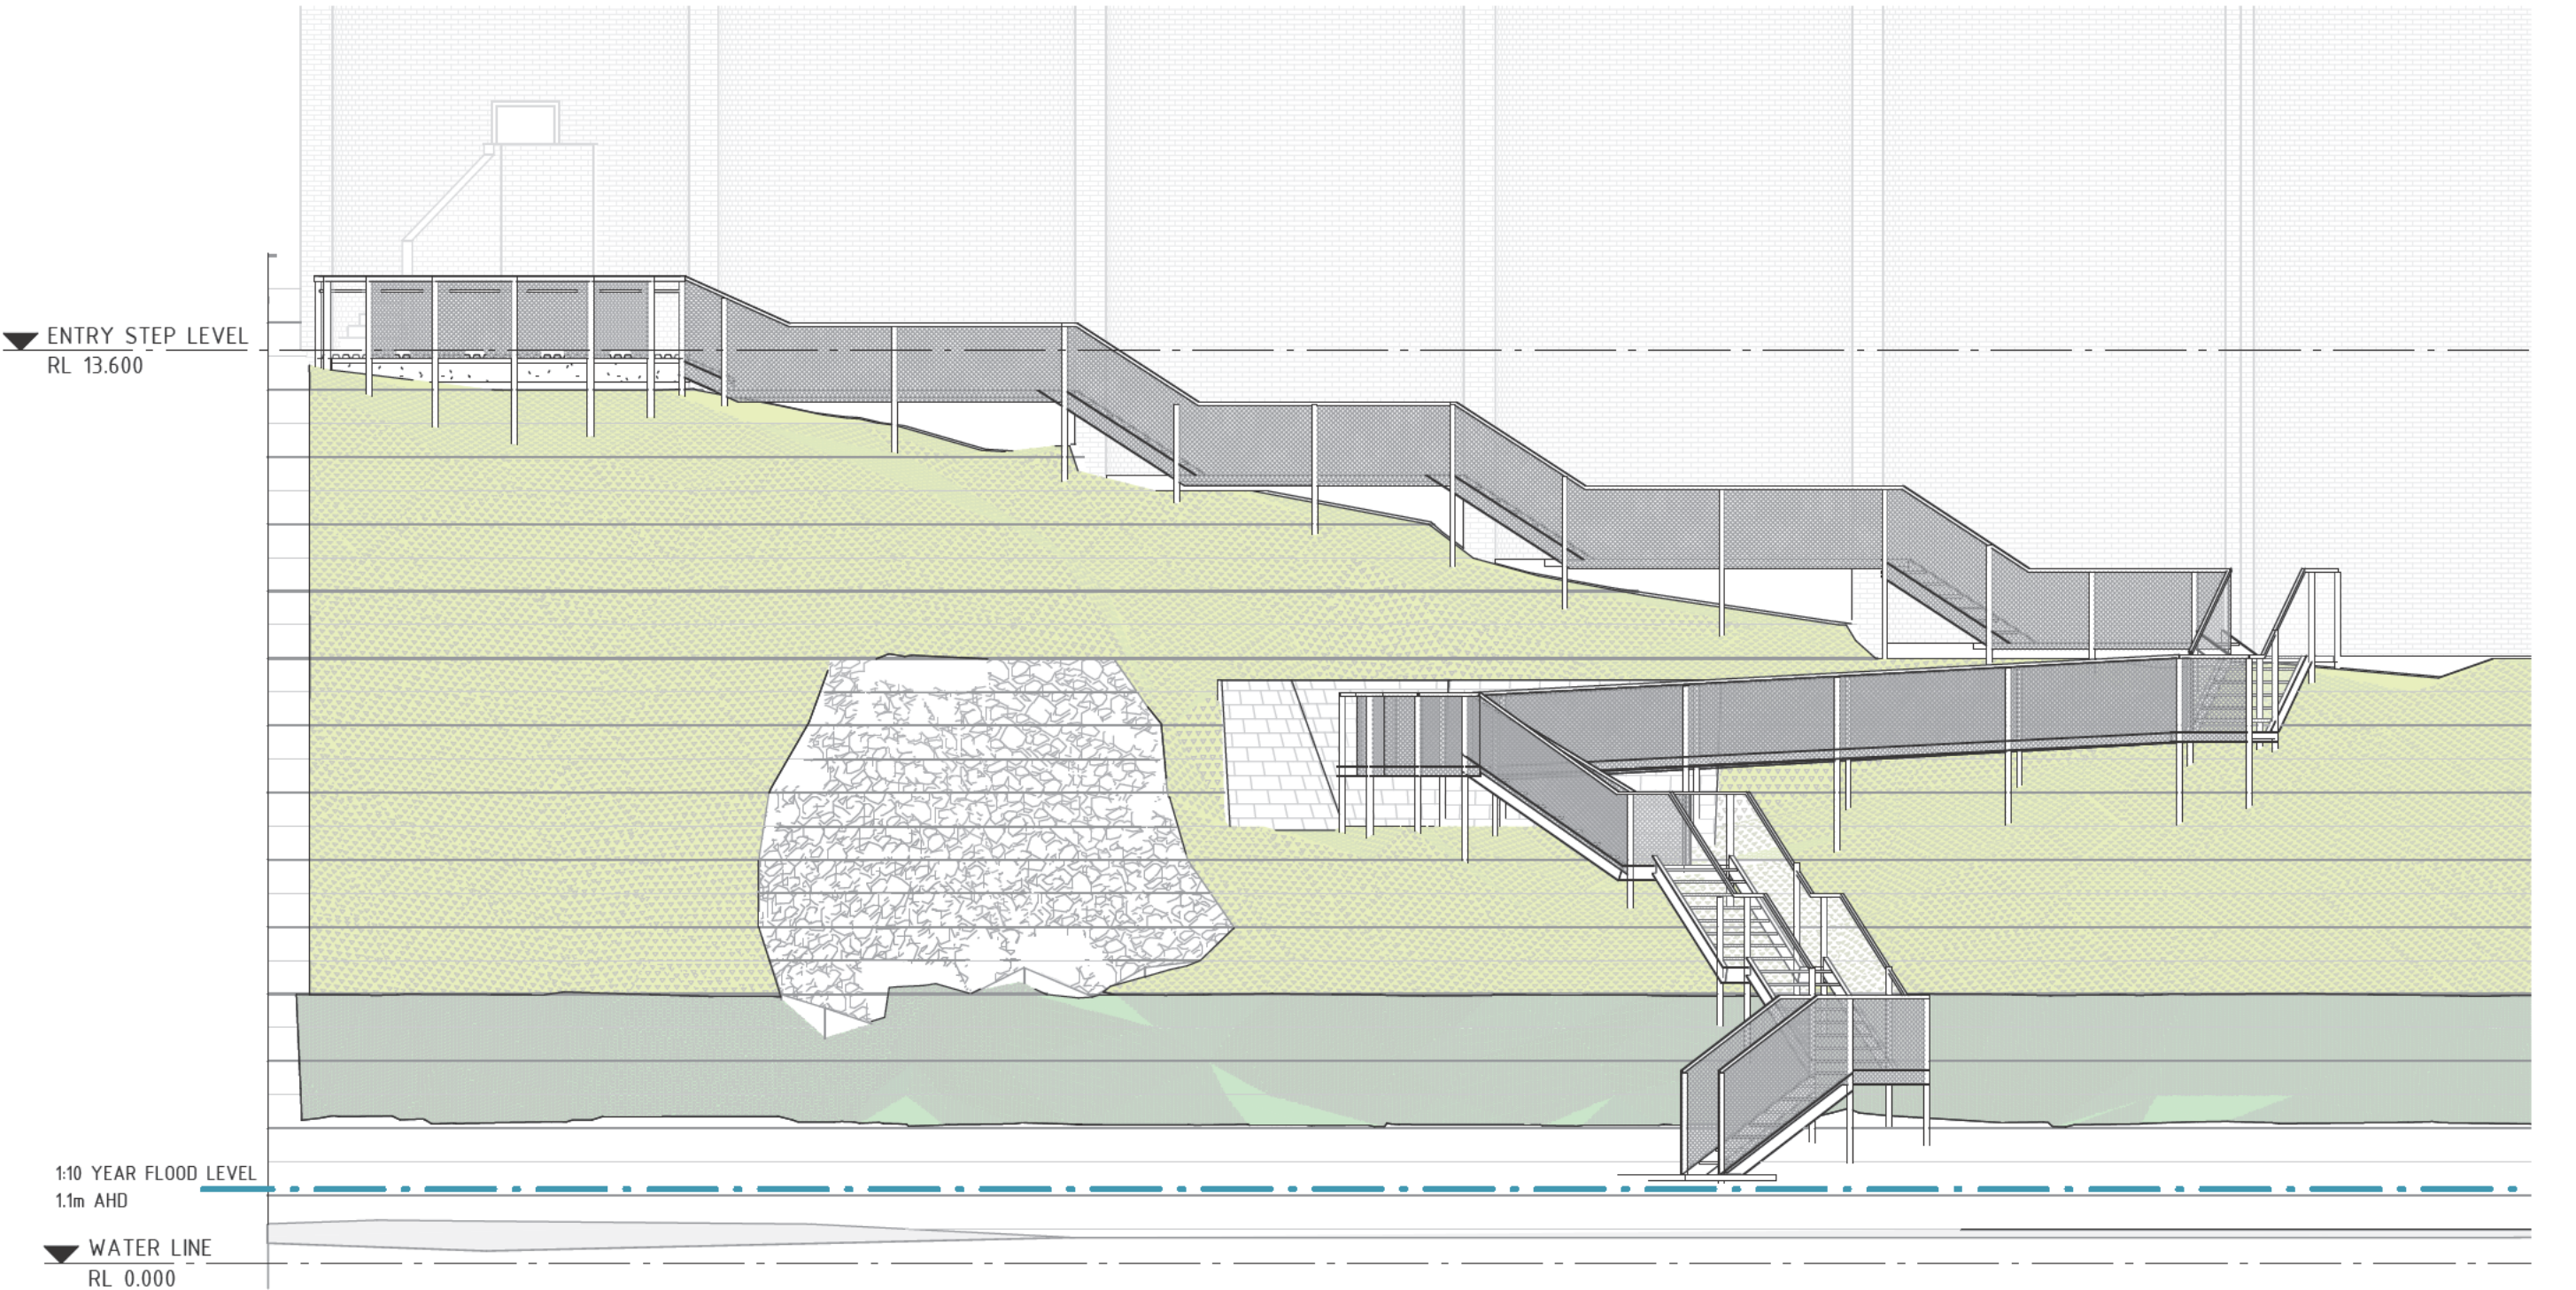 ENTRY STEP LEVEL
RL 13.600
1:10 YEAR FLOOD LEVEL
1.1m AHD
WATER LINE
RL 0.000